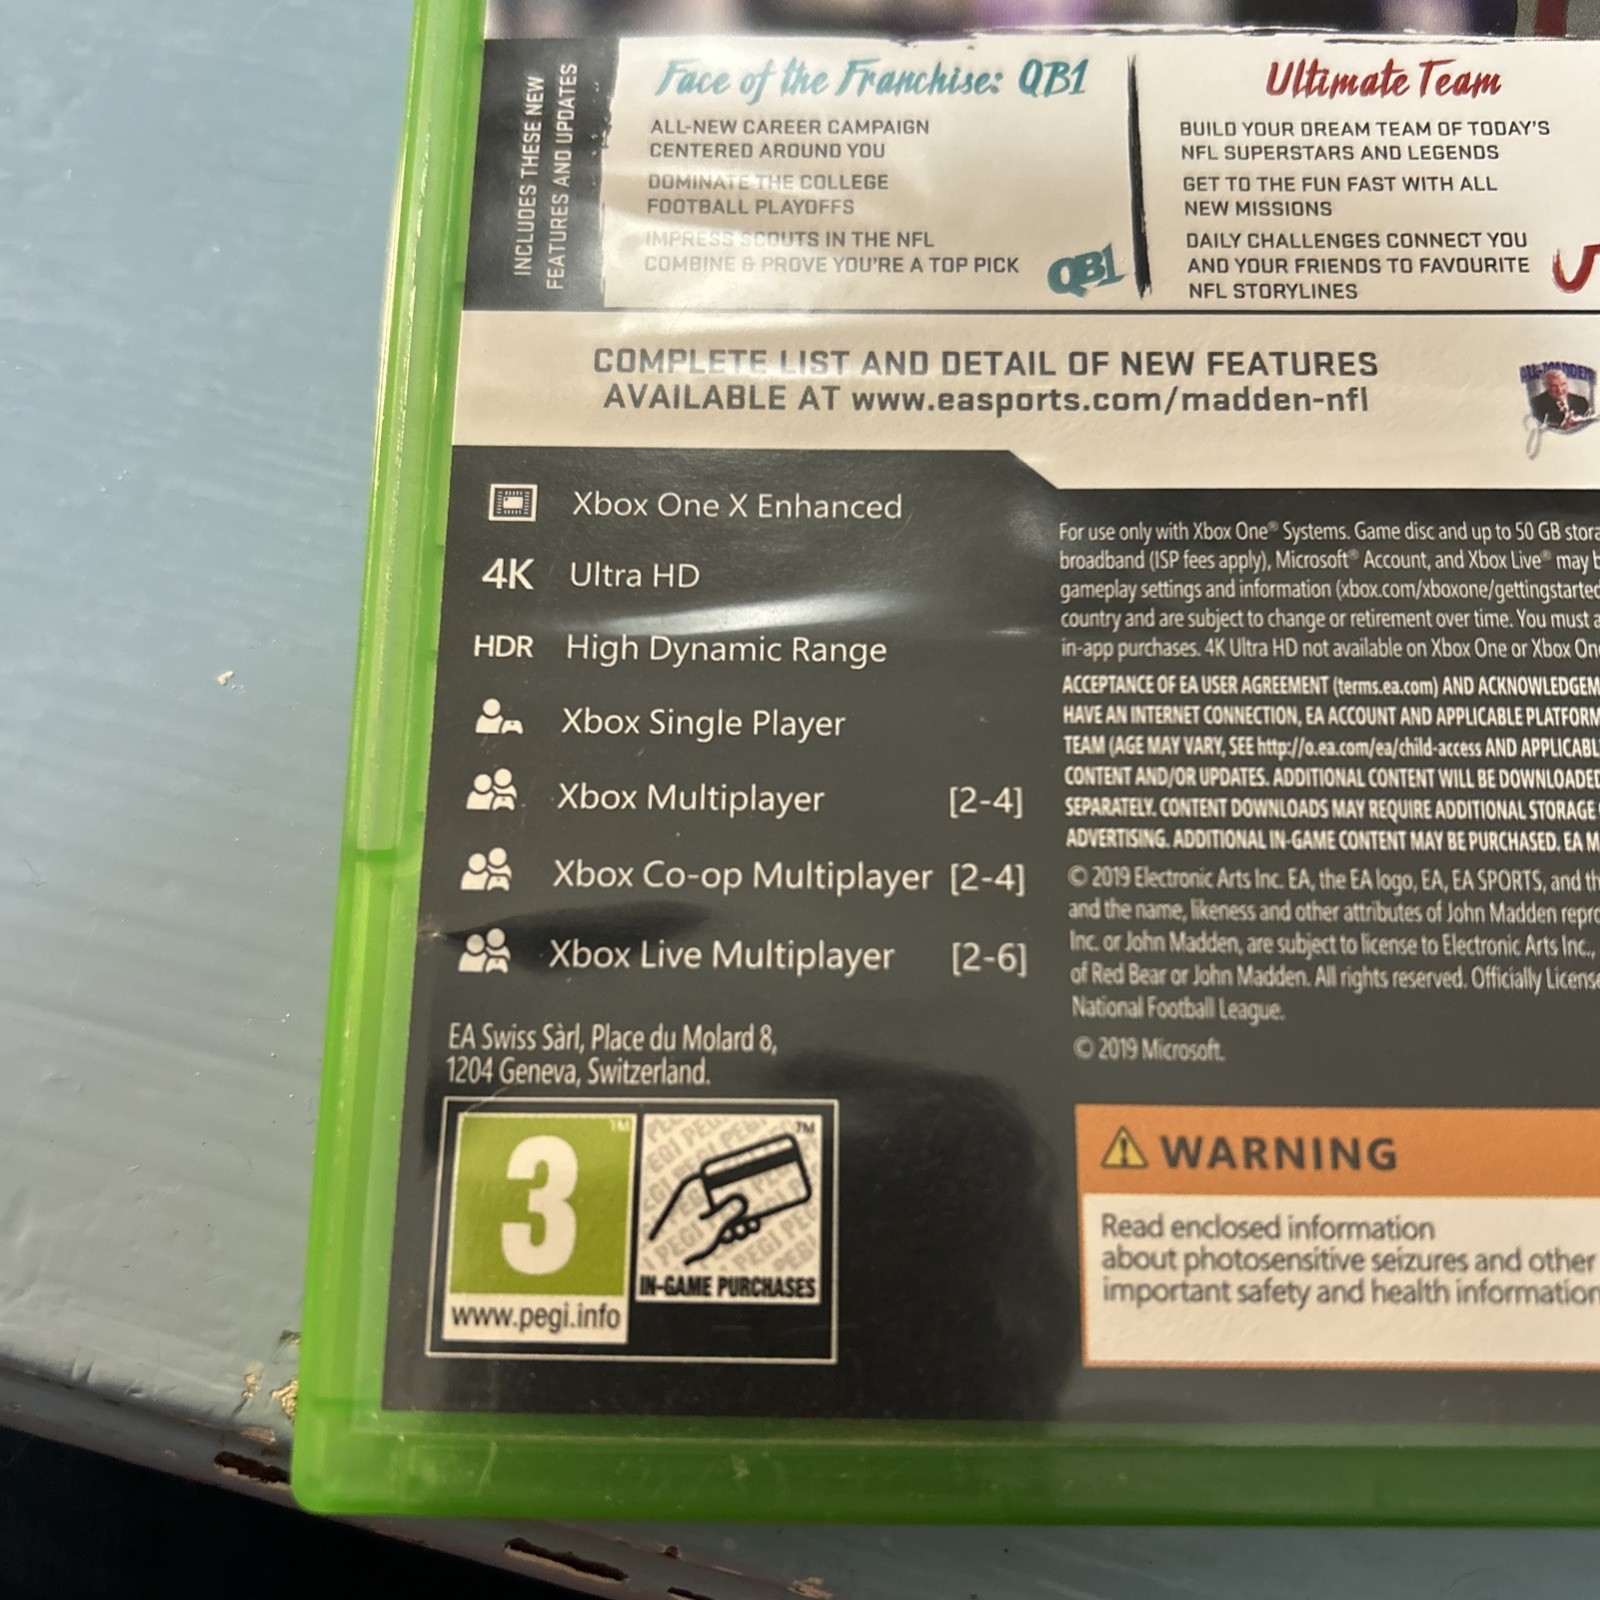 INCLUDES THESE NEW
FEATURES AND UPDATES
Face of the Franchise: QB1
ALL-NEW CAREER CAMPAIGN
CENTERED AROUND YOU
DOMINATE THE COLLEGE
FOOTBALL PLAYOFFS
IMPRESS SCOUTS IN THE NFL
COMBINE & PROVE YOU'RE A TOP PICK
QB1
Ultimate Team
BUILD YOUR DREAM TEAM OF TODAY'S
NFL SUPERSTARS AND LEGENDS
GET TO THE FUN FAST WITH ALL
NEW MISSIONS
DAILY CHALLENGES CONNECT YOU
AND YOUR FRIENDS TO FAVOURITE
NFL STORYLINES
COMPLETE LIST AND DETAIL OF NEW FEATURES
AVAILABLE AT www.easports.com/madden-nfl
ALL-MADDEN
Xbox One X Enhanced
4K Ultra HD
HDR High Dynamic Range
Xbox Single Player
Xbox Multiplayer [2-4]
Xbox Co-op Multiplayer [2-4]
Xbox Live Multiplayer [2-6]
EA Swiss Sàrl, Place du Molard 8,
1204 Geneva, Switzerland.
3
TM
www.pegi.info
TM
IN-GAME PURCHASES
For use only with Xbox One® Systems. Game disc and up to 50 GB
broadband (ISP fees apply), Microsoft® Account, and Xbox Live® may
gameplay settings and information (xbox.com/xboxone/gettingstarted
country and are subject to change or retirement over time. You must
in-app purchases. 4K Ultra HD not available on Xbox One or Xbox
ACCEPTANCE OF EA USER AGREEMENT (terms.ea.com) AND
HAVE AN INTERNET CONNECTION, EA ACCOUNT AND APPLICABLE PLATFORM
TEAM (AGE MAY VARY, SEE http://o.ea.com/ea/child-access AND
CONTENT AND/OR UPDATES. ADDITIONAL CONTENT WILL BE DOWNLOADED
SEPARATELY. CONTENT DOWNLOADS MAY REQUIRE ADDITIONAL STORAGE
ADVERTISING. ADDITIONAL IN-GAME CONTENT MAY BE PURCHASED. EA
© 2019 Electronic Arts Inc. EA, the EA logo, EA, EA SPORTS, and
and the name, likeness and other attributes of John Madden
Inc. or John Madden, are subject to license to Electronic Arts Inc.,
of Red Bear or John Madden. All rights reserved. Officially
National Football League.
© 2019 Microsoft.
WARNING
Read enclosed information
about photosensitive seizures and other
important safety and health information